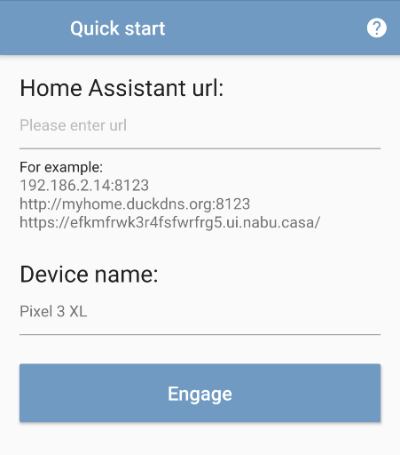 Quick start
?
Home Assistant url:
Please enter url
For example:
192.186.2.14:8123
http://myhome.duckdns.org:8123
https://efkmfrwk3r4fsfwrfrg5.ui.nabu.casa/
Device name:
Pixel 3 XL
Engage